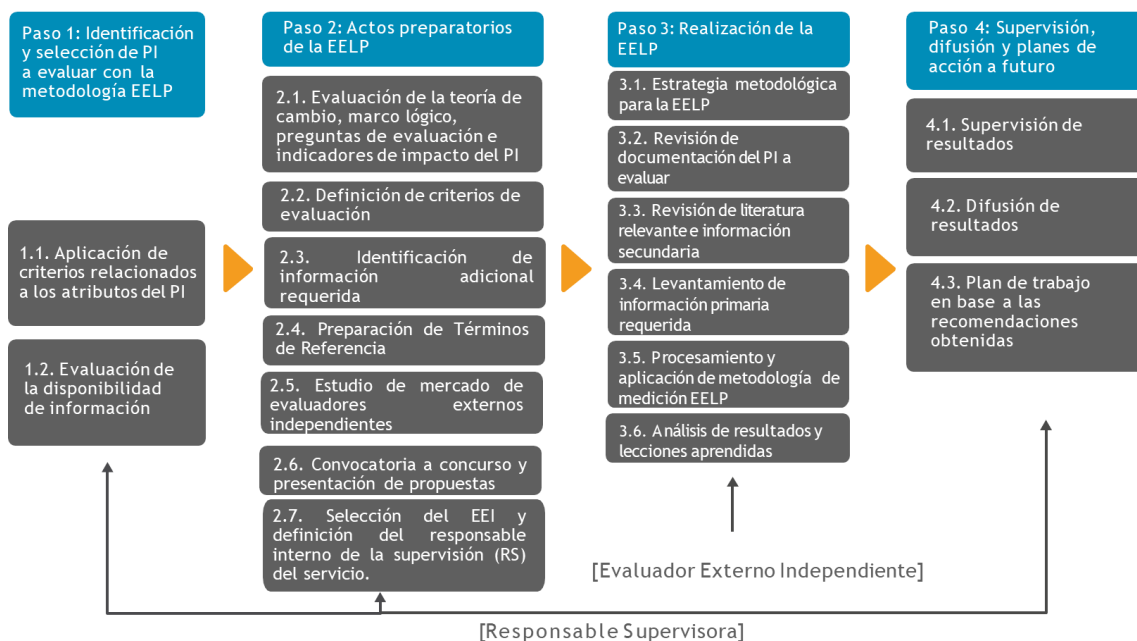 Paso 1: Identificación
y selección de PI
a evaluar con la
metodología EELP
1.1. Aplicación de
criterios relacionados
a los atributos del PI
1.2. Evaluación de
la disponibilidad
de información
Paso 2: Actos preparatorios
de la EELP
2.1. Evaluación de la teoría de
cambio, marco lógico,
preguntas de evaluación e
indicadores de impacto del PI
2.2. Definición de criterios de
evaluación
2.3. Identificación de
información adicional
requerida
2.4. Preparación de Términos
de Referencia
2.5. Estudio de mercado de
evaluadores externos
independientes
2.6. Convocatoria a concurso y
presentación de propuestas
2.7. Selección del EEI y
definición del responsable
interno de la supervisión (RS)
del servicio.
Paso 3: Realización de la
EELP
3.1. Estrategia metodológica
para la EELP
3.2. Revisión de
documentación del PI a
evaluar
3.3. Revisión de literatura
relevante e información
secundaria
3.4. Levantamiento de
información primaria
requerida
3.5. Procesamiento y
aplicación de metodología de
medición EELP
3.6. Análisis de resultados y
lecciones aprendidas
Paso 4: Supervisión,
difusión y planes de
acción a futuro
4.1. Supervisión de
resultados
4.2. Difusión de
resultados
4.3. Plan de trabajo
en base a las
recomendaciones
obtenidas
[Evaluador Externo Independiente]
[Responsable Supervisora]